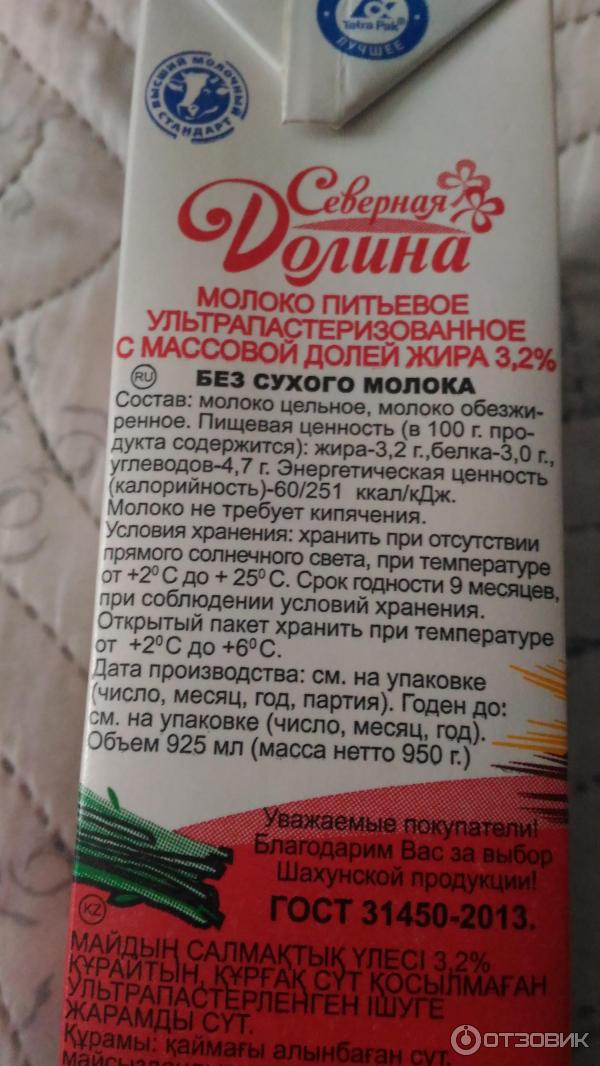 Tetra Pak
ЛУЧШЕЕ
ВЫСШИЙ МОЛОЧНЫЙ
СТАНДАРТ
Северная
Долина
МОЛОКО ПИТЬЕВОЕ
УЛЬТРАПАСТЕРИЗОВАННОЕ
С МАССОВОЙ ДОЛЕЙ ЖИРА 3,2%
RU БЕЗ СУХОГО МОЛОКА
Состав: молоко цельное, молоко обезжи-
ренное. Пищевая ценность (в 100 г. про-
дукта содержится): жира-3,2 г.,белка-3,0 г.,
углеводов-4,7 г. Энергетическая ценность
(калорийность)-60/251 ккал/кДж.
Молоко не требует кипячения.
Условия хранения: хранить при отсутствии
прямого солнечного света, при температуре
от +2⁰С до + 25⁰С. Срок годности 9 месяцев,
при соблюдении условий хранения.
Открытый пакет хранить при температуре
от +2⁰С до +6⁰С.
Дата производства: см. на упаковке
(число, месяц, год, партия). Годен до:
см. на упаковке (число, месяц, год).
Объем 925 мл (масса нетто 950 г.)
Уважаемые покупатели!
Благодарим Вас за выбор
Шахунской продукции!
ГОСТ 31450-2013.
KZ
МАЙДЫҢ САЛМАҚТЫҚ ҮЛЕСІ 3,2%
ҚҰРАЙТЫН, ҚҰРҒАҚ СҮТ ҚОСЫЛМАҒАН
УЛЬТРАПАСТЕРЛЕНГЕН ІШУГЕ
ЖАРАМДЫ СҮТ.
Құрамы: қаймағы алынбаған сүт,
ОТЗОВИК